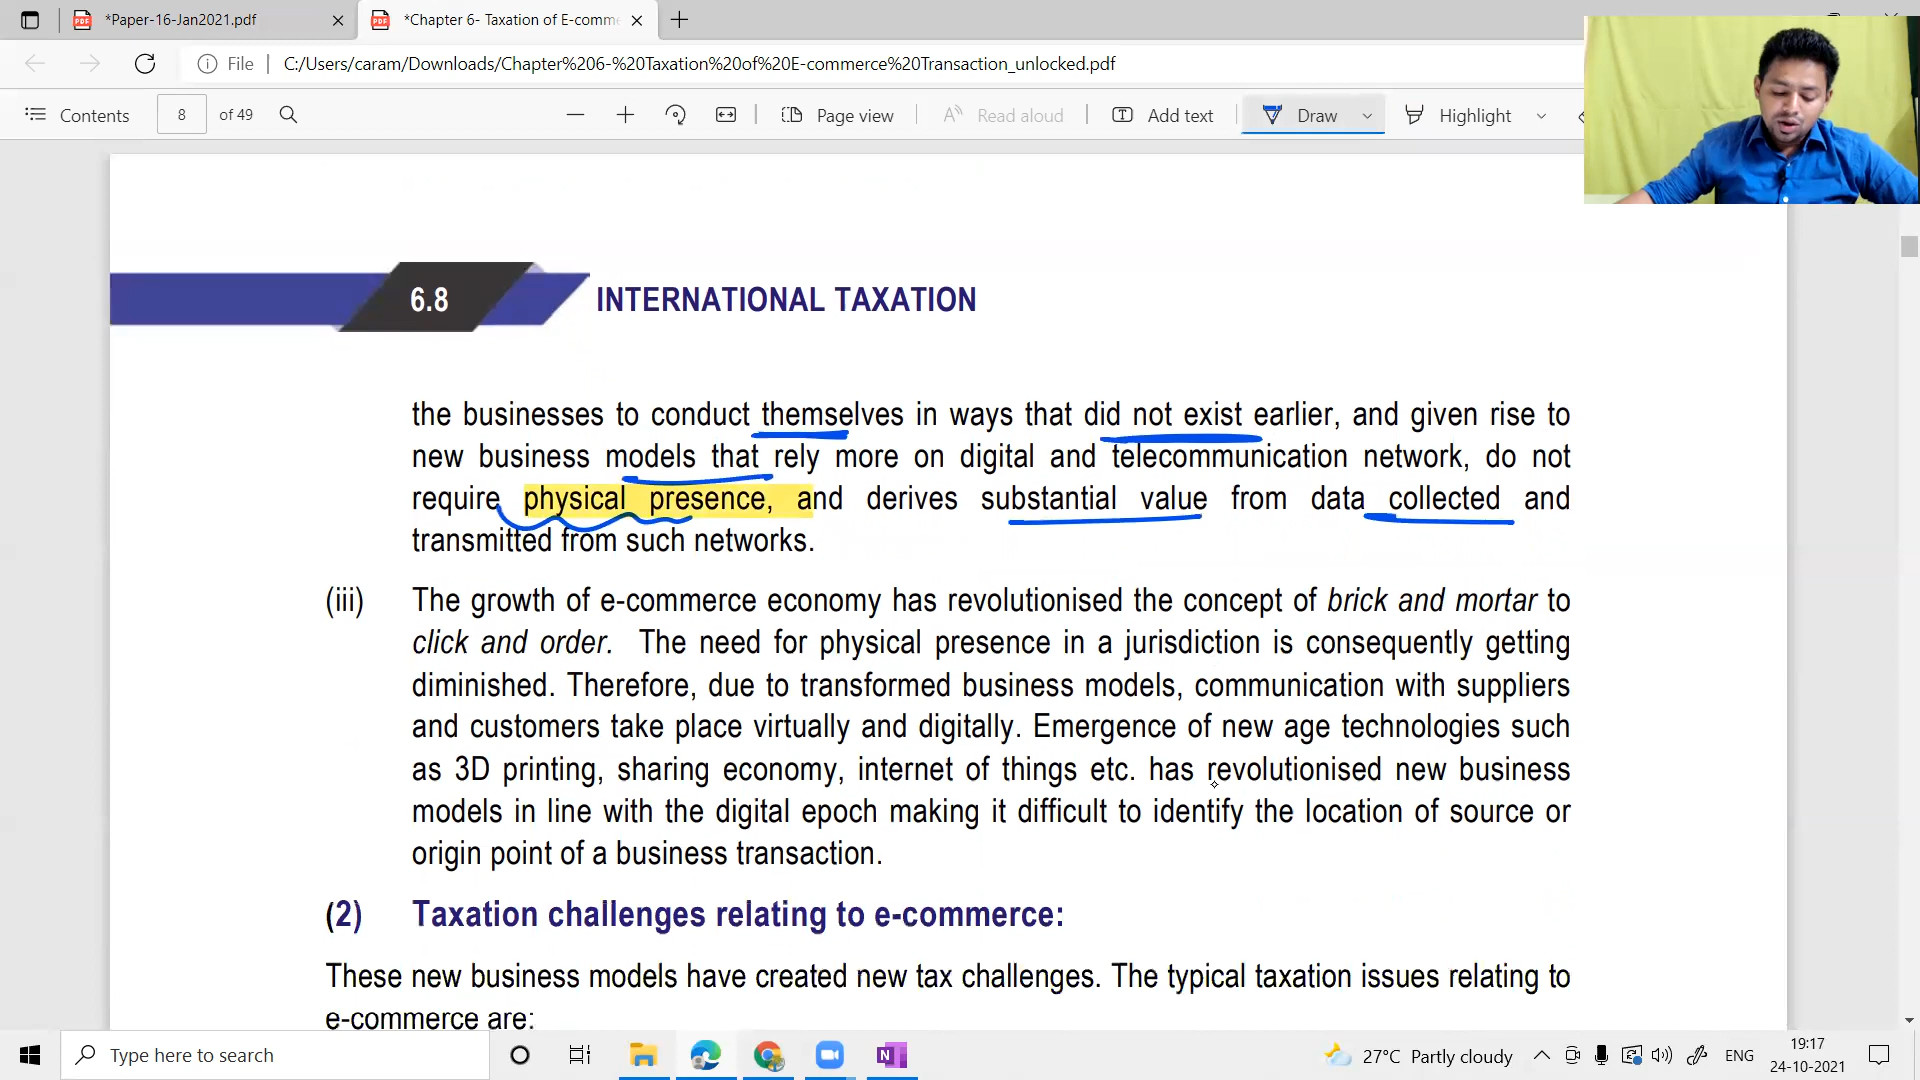 *Paper-16-Jan2021.pdf
*Chapter 6- Taxation of E-comme
File
C:/Users/caram/Downloads/Chapter%206-%20Taxation%20of%20E-commerce%20Transaction_unlocked.pdf
Contents
8 of 49
Page view
Read aloud
Add text
Draw
Highlight
6.8 INTERNATIONAL TAXATION
the businesses to conduct themselves in ways that did not exist earlier, and given rise to
new business models that rely more on digital and telecommunication network, do not
require physical presence, and derives substantial value from data collected and
transmitted from such networks.
(iii) The growth of e-commerce economy has revolutionised the concept of brick and mortar to
click and order. The need for physical presence in a jurisdiction is consequently getting
diminished. Therefore, due to transformed business models, communication with suppliers
and customers take place virtually and digitally. Emergence of new age technologies such
as 3D printing, sharing economy, internet of things etc. has revolutionised new business
models in line with the digital epoch making it difficult to identify the location of source or
origin point of a business transaction.
(2) Taxation challenges relating to e-commerce:
These new business models have created new tax challenges. The typical taxation issues relating to
e-commerce are:
Type here to search
27°C Partly cloudy
ENG
19:17
24-10-2021